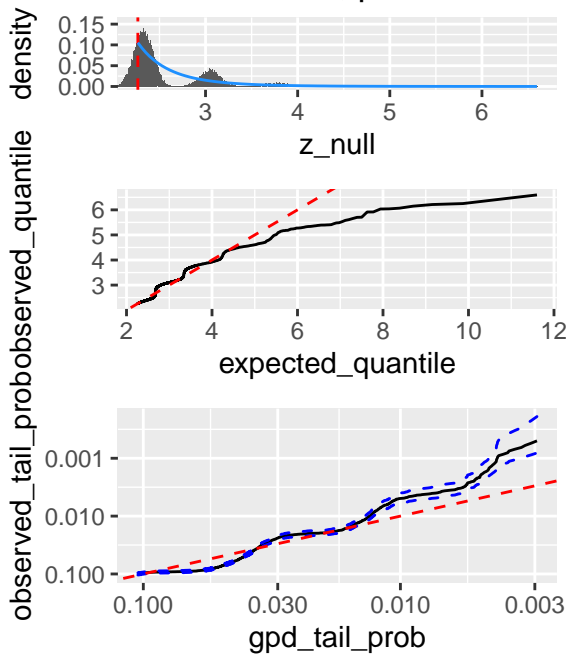 density
0.15
0.10
0.05
0.00
3 4 5 6
z_null
observed_quantile
6
5
4
3
2 4 6 8 10 12
expected_quantile
observed_tail_prob
0.001
0.010
0.100
0.100 0.030 0.010 0.003
gpd_tail_prob